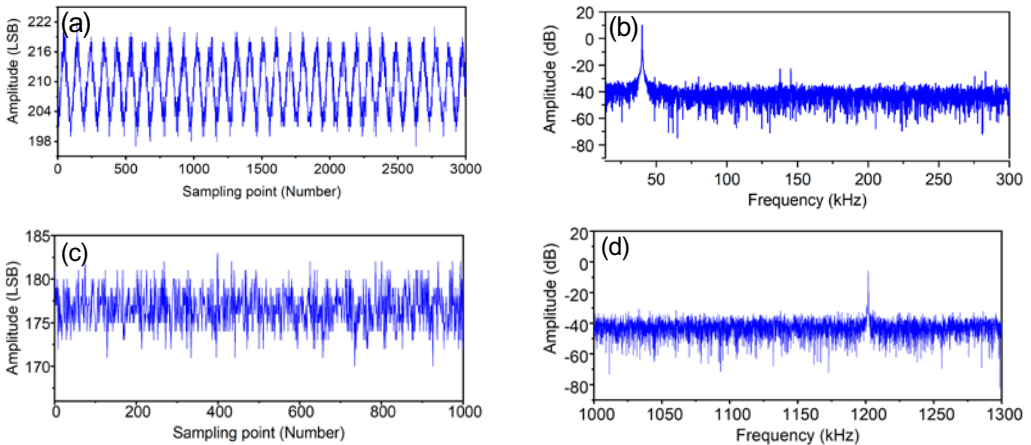 (a)
Amplitude (LSB)
222
216
210
204
198
0 500 1000 1500 2000 2500 3000
Sampling point (Number)
(b)
Amplitude (dB)
20
0
-20
-40
-60
-80
50 100 150 200 250 300
Frequency (kHz)
(c)
Amplitude (LSB)
185
180
175
170
0 200 400 600 800 1000
Sampling point (Number)
(d)
Amplitude (dB)
20
0
-20
-40
-60
-80
1000 1050 1100 1150 1200 1250 1300
Frequency (kHz)